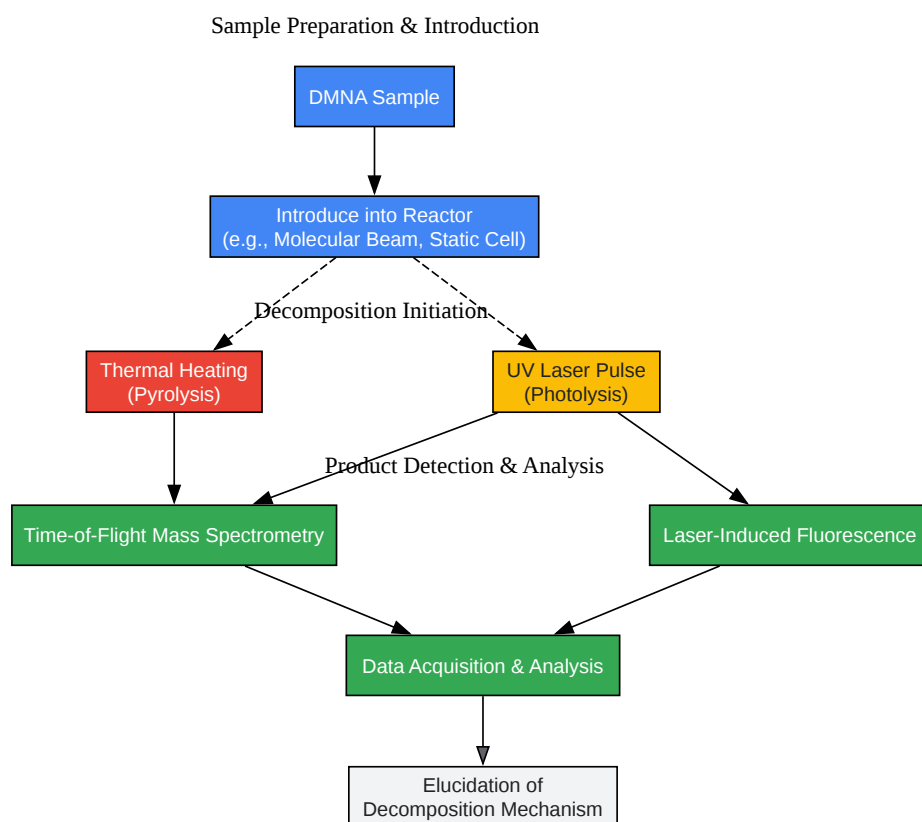 Sample Preparation & Introduction
DMNA Sample
Introduce into Reactor
(e.g., Molecular Beam, Static Cell)
Decomposition Initiation
Thermal Heating
(Pyrolysis)
UV Laser Pulse
(Photolysis)
Product Detection & Analysis
Time-of-Flight Mass Spectrometry
Laser-Induced Fluorescence
Data Acquisition & Analysis
Elucidation of
Decomposition Mechanism